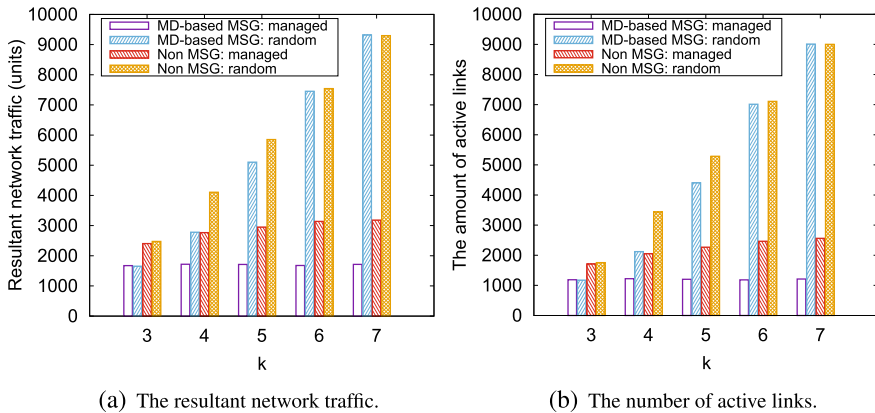 Resultant network traffic (units)
10000
9000
8000
7000
6000
5000
4000
3000
2000
1000
0
MD-based MSG: managed
MD-based MSG: random
Non MSG: managed
Non MSG: random
3 4 5 6 7
k
(a) The resultant network traffic.
The amount of active links
10000
9000
8000
7000
6000
5000
4000
3000
2000
1000
0
MD-based MSG: managed
MD-based MSG: random
Non MSG: managed
Non MSG: random
3 4 5 6 7
k
(b) The number of active links.